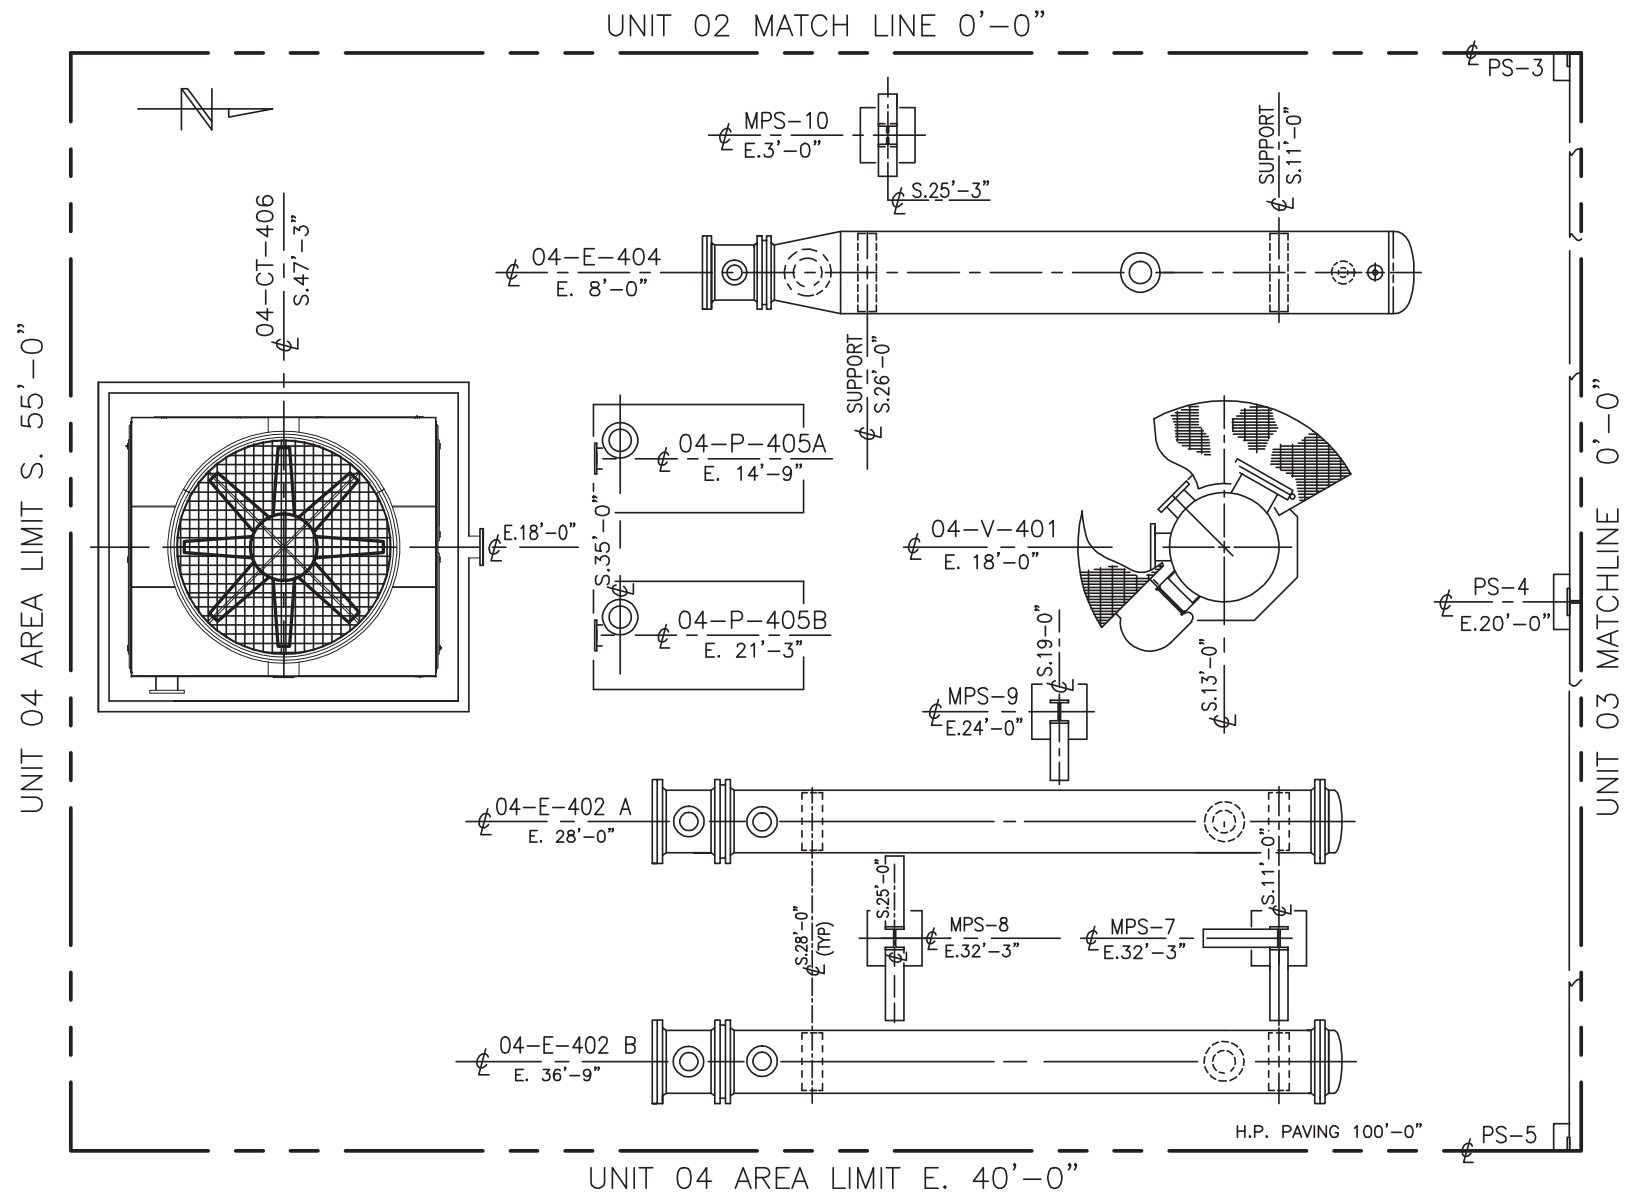 UNIT 02 MATCH LINE 0'-0"
PS-3
N
MPS-10
E.3'-0"
S.25'-3"
SUPPORT
S.11'-0"
04-CT-406
S.47'-3"
04-E-404
E. 8'-0"
SUPPORT
S.26'-0"
UNIT 04 AREA LIMIT S. 55'-0"
UNIT 03 MATCHLINE 0'-0"
04-P-405A
E. 14'-9"
E.18'-0"
S.35'-0"
04-V-401
E. 18'-0"
PS-4
E.20'-0"
04-P-405B
E. 21'-3"
S.19-0"
S.13'-0"
MPS-9
E.24'-0"
04-E-402 A
E. 28'-0"
S.11'-0"
S.25'-0"
S.28'-0"
(TYP)
MPS-8
E.32'-3"
MPS-7
E.32'-3"
04-E-402 B
E. 36'-9"
H.P. PAVING 100'-0"
PS-5
UNIT 04 AREA LIMIT E. 40'-0"